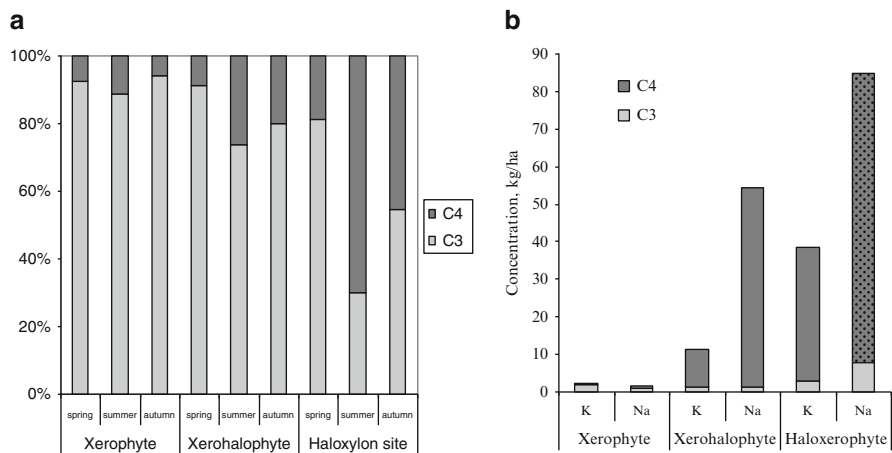 a
100%
80%
60%
40%
20%
0%
C4
C3
spring summer autumn spring summer autumn spring summer autumn
Xerophyte Xerohalophyte Haloxylon site
b
Concentration, kg/ha
90
80
70
60
50
40
30
20
10
0
C4
C3
K Na K Na K Na
Xerophyte Xerohalophyte Haloxerophyte